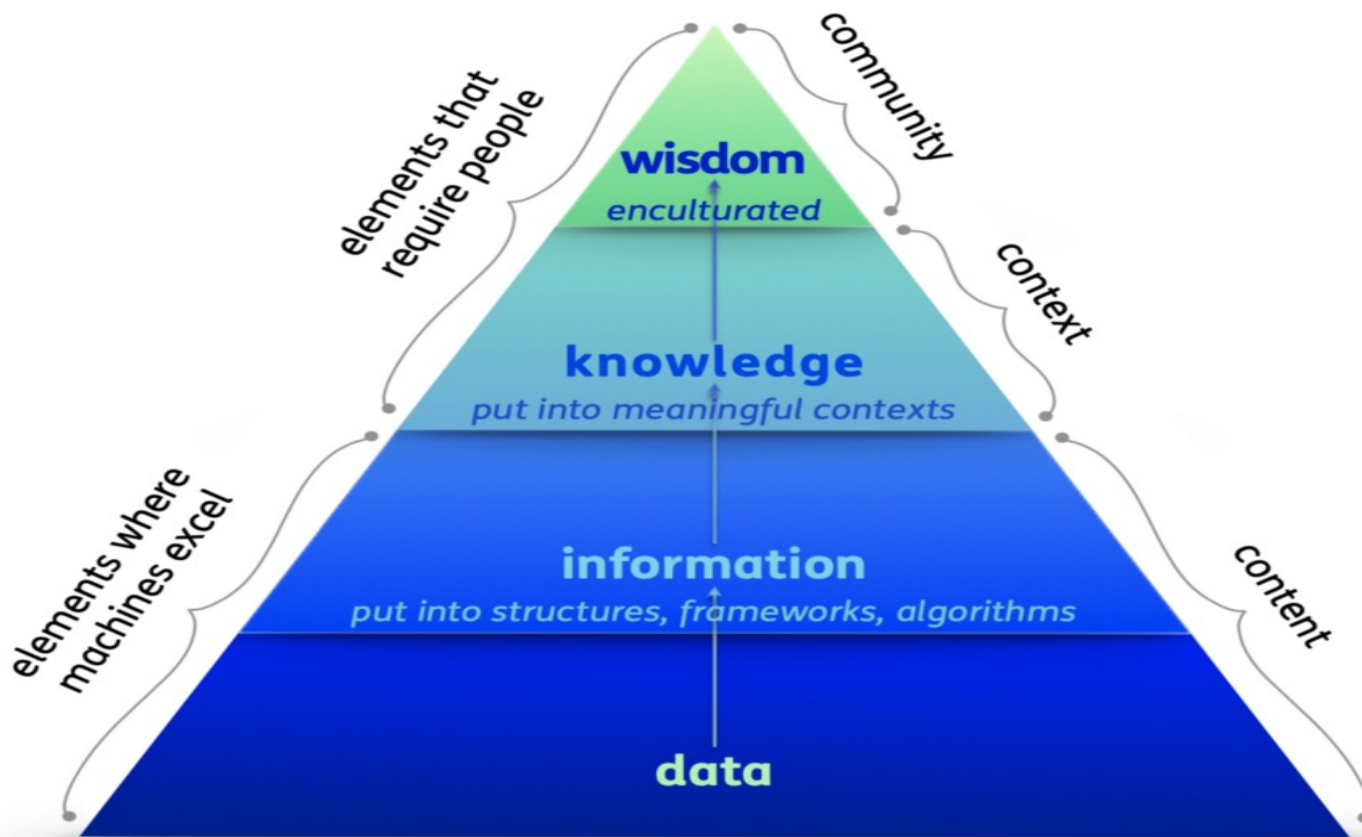 community
elements that
require people
wisdom
enculturated
context
knowledge
put into meaningful contexts
elements where
machines excel
information
put into structures, frameworks, algorithms
content
data